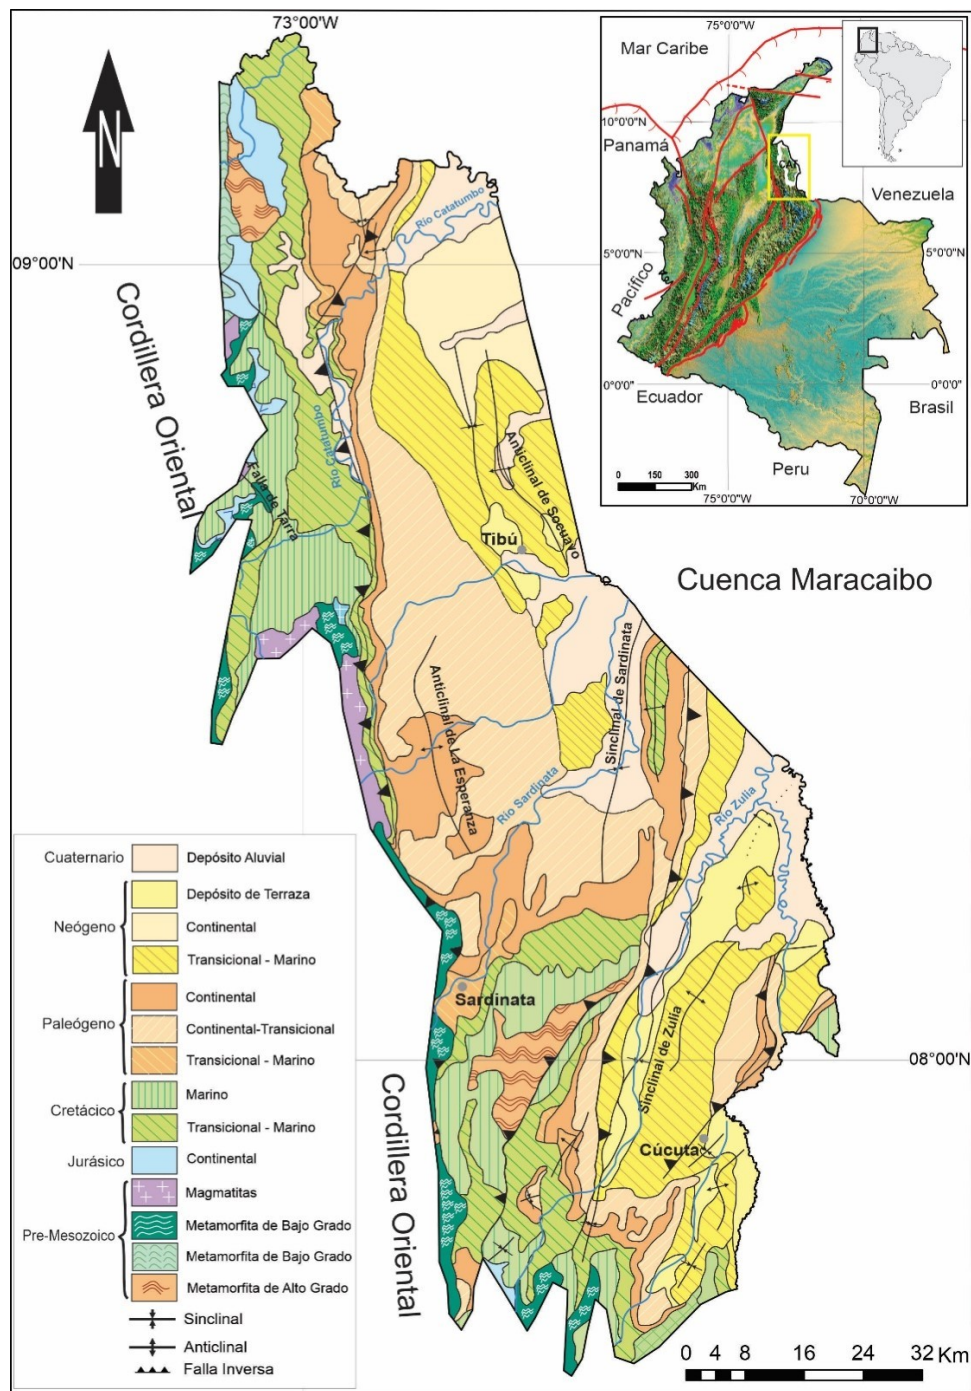 73°00'W
N
09°00'N
08°00'N
Cordillera Oriental
Cordillera Oriental
Cuenca Maracaibo
Río Catatumbo
Río Catatumbo
Falla de Tarra
Anticlinal de Socuavo
Tibú
Anticlinal de La Esperanza
Sinclinal de Sardinata
Río Sardinata
Río Zulia
Sardinata
Sinclinal de Zulia
Cúcuta
75°0'0"W
Mar Caribe
10°0'0"N
Panamá
CAT
Venezuela
5°0'0"N
5°0'0"N
Pacífico
0°0'0"N
0°0'0"N
Ecuador
Brasil
Peru
0 150 300
Km
75°0'0"W
70°0'0"W
Cuaternario
Depósito Aluvial
Neógeno
Depósito de Terraza
Continental
Transicional - Marino
Paleógeno
Continental
Continental-Transicional
Transicional - Marino
Cretácico
Marino
Transicional - Marino
Jurásico
Continental
Pre-Mesozoico
Magmatitas
Metamorfita de Bajo Grado
Metamorfita de Bajo Grado
Metamorfita de Alto Grado
Sinclinal
Anticlinal
Falla Inversa
0 4 8 16 24 32 Km